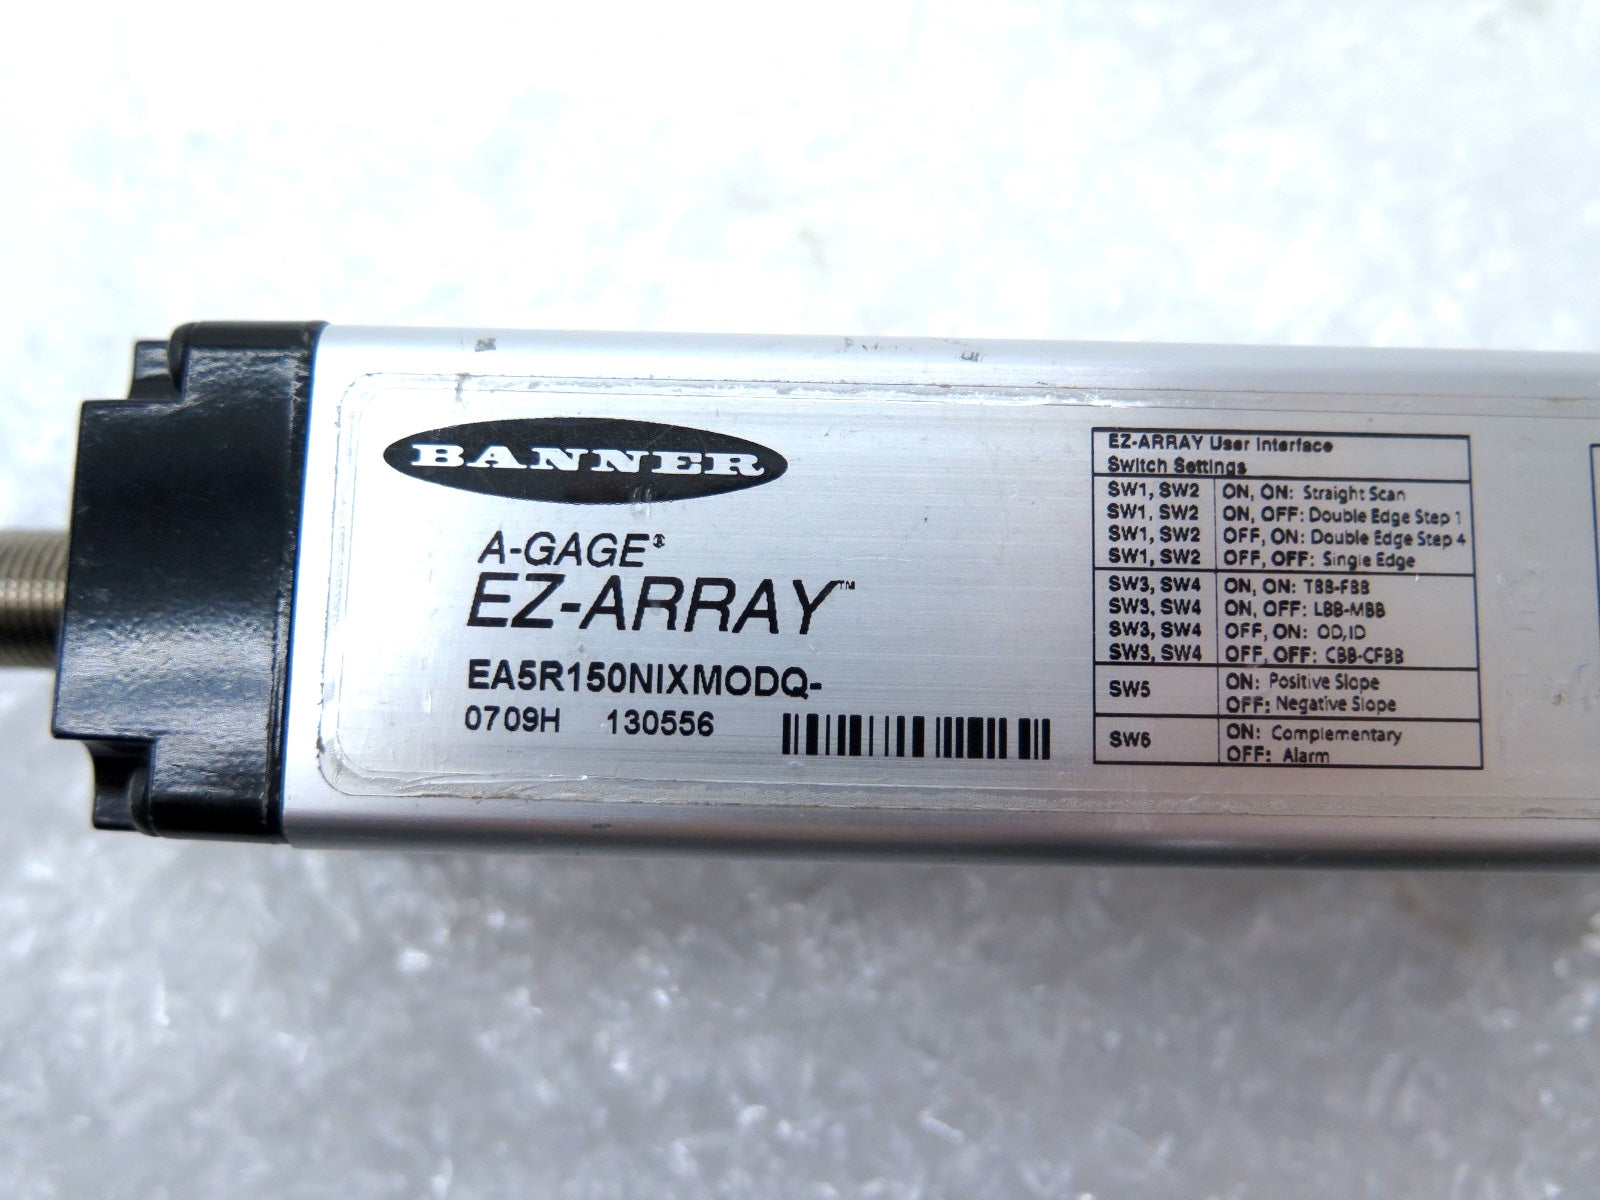 BANNER
A-GAGE®
EZ-ARRAY™
EA5R150NIXMODQ-
0709H 130556
EZ-ARRAY User Interface
Switch Settings
SW1, SW2 ON, ON: Straight Scan
SW1, SW2 ON, OFF: Double Edge Step 1
SW1, SW2 OFF, ON: Double Edge Step 4
SW1, SW2 OFF, OFF: Single Edge
SW3, SW4 ON, ON: TBB-FBB
SW3, SW4 ON, OFF: LBB-MBB
SW3, SW4 OFF, ON: OD,ID
SW3, SW4 OFF, OFF: CBB-CFBB
SW5 ON: Positive Slope
OFF: Negative Slope
SW6 ON: Complementary
OFF: Alarm